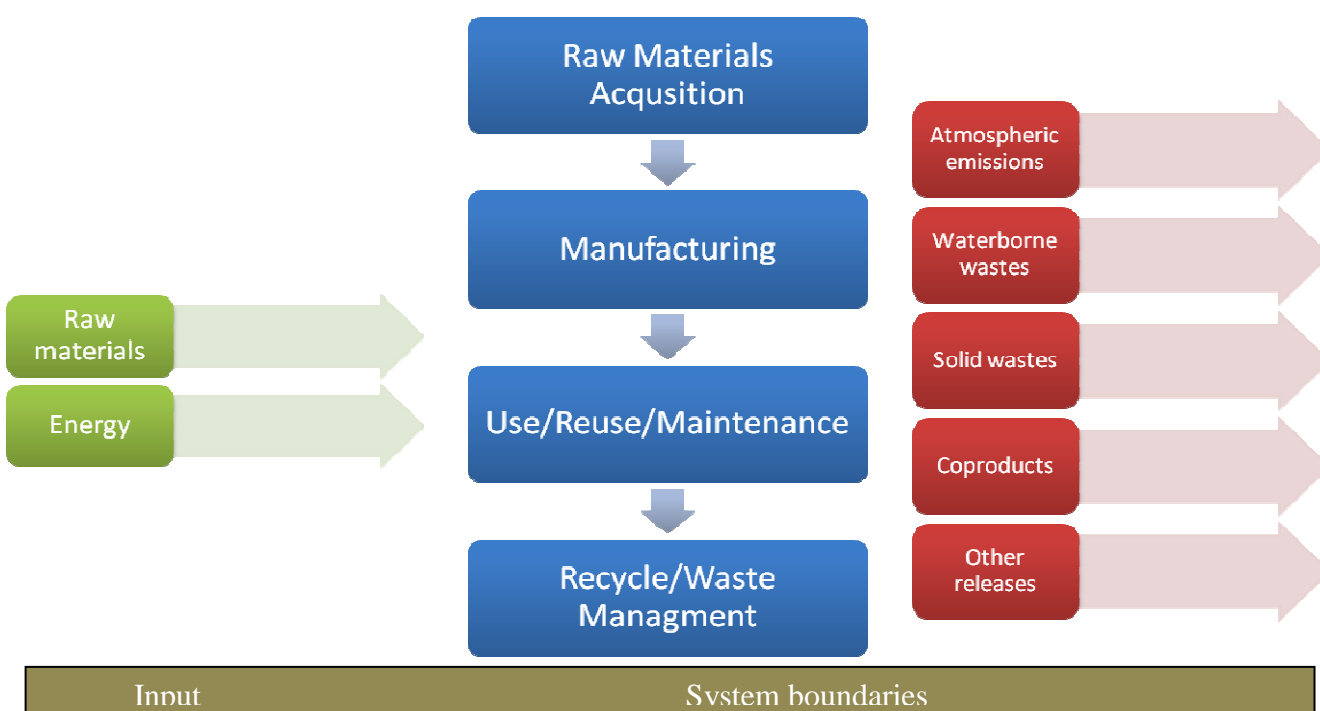 Raw Materials
Acqusition
Manufacturing
Use/Reuse/Maintenance
Recycle/Waste
Managment
Raw
materials
Energy
Atmospheric
emissions
Waterborne
wastes
Solid wastes
Coproducts
Other
releases
Input
System boundaries